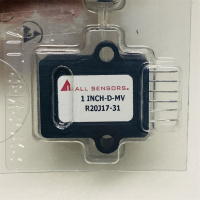 ALL SENSORS
1 INCH-D-MV
R20J17-31